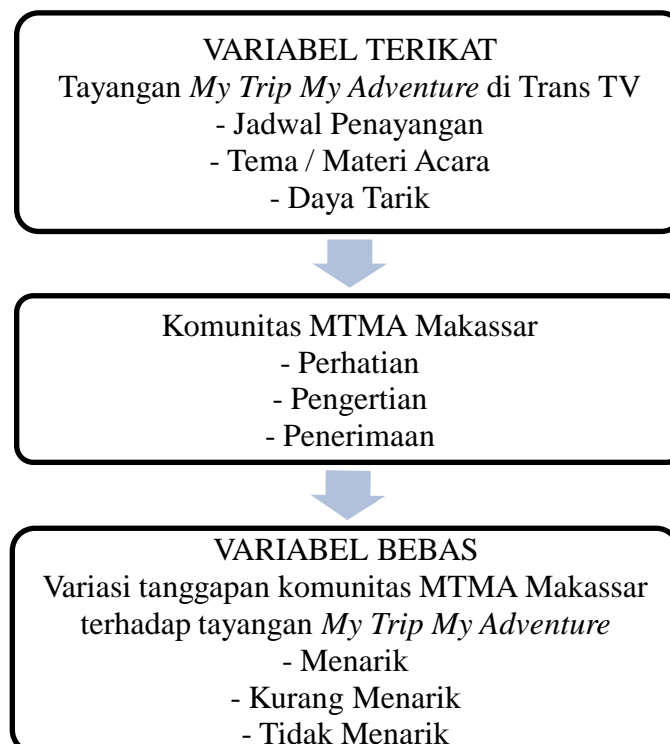 VARIABEL TERIKAT
Tayangan My Trip My Adventure di Trans TV
- Jadwal Penayangan
- Tema / Materi Acara
- Daya Tarik
Komunitas MTMA Makassar
- Perhatian
- Pengertian
- Penerimaan
VARIABEL BEBAS
Variasi tanggapan komunitas MTMA Makassar
terhadap tayangan My Trip My Adventure
- Menarik
- Kurang Menarik
- Tidak Menarik